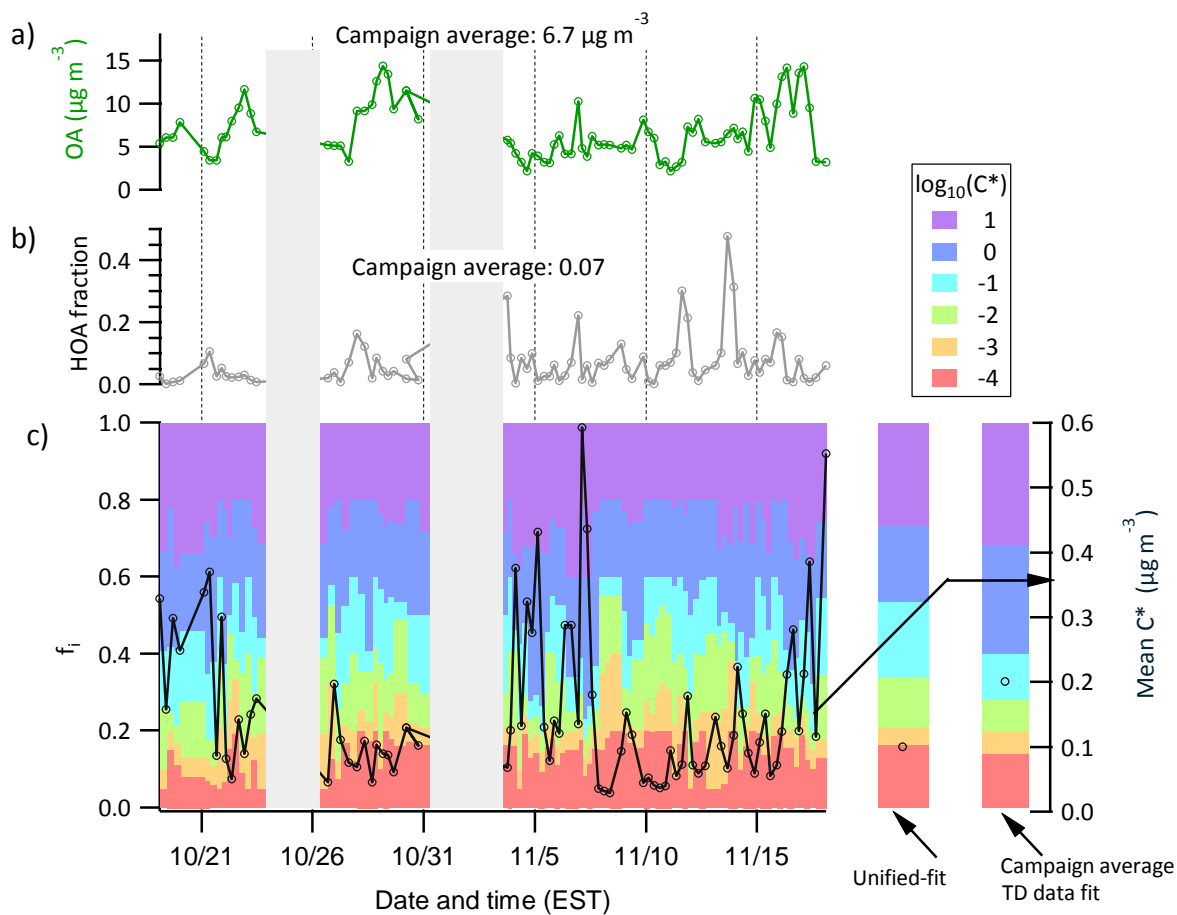 a)
Campaign average: 6.7 µg m⁻³
OA (µg m⁻³)
15
10
5
0
b)
Campaign average: 0.07
HOA fraction
0.4
0.2
0.0
log₁₀(C*)
1
0
-1
-2
-3
-4
c)
fᵢ
1.0
0.8
0.6
0.4
0.2
0.0
0.6
0.5
0.4
0.3
0.2
0.1
0.0
Mean C* (µg m⁻³)
10/21 10/26 10/31 11/5 11/10 11/15
Date and time (EST)
Unified-fit
Campaign average
TD data fit